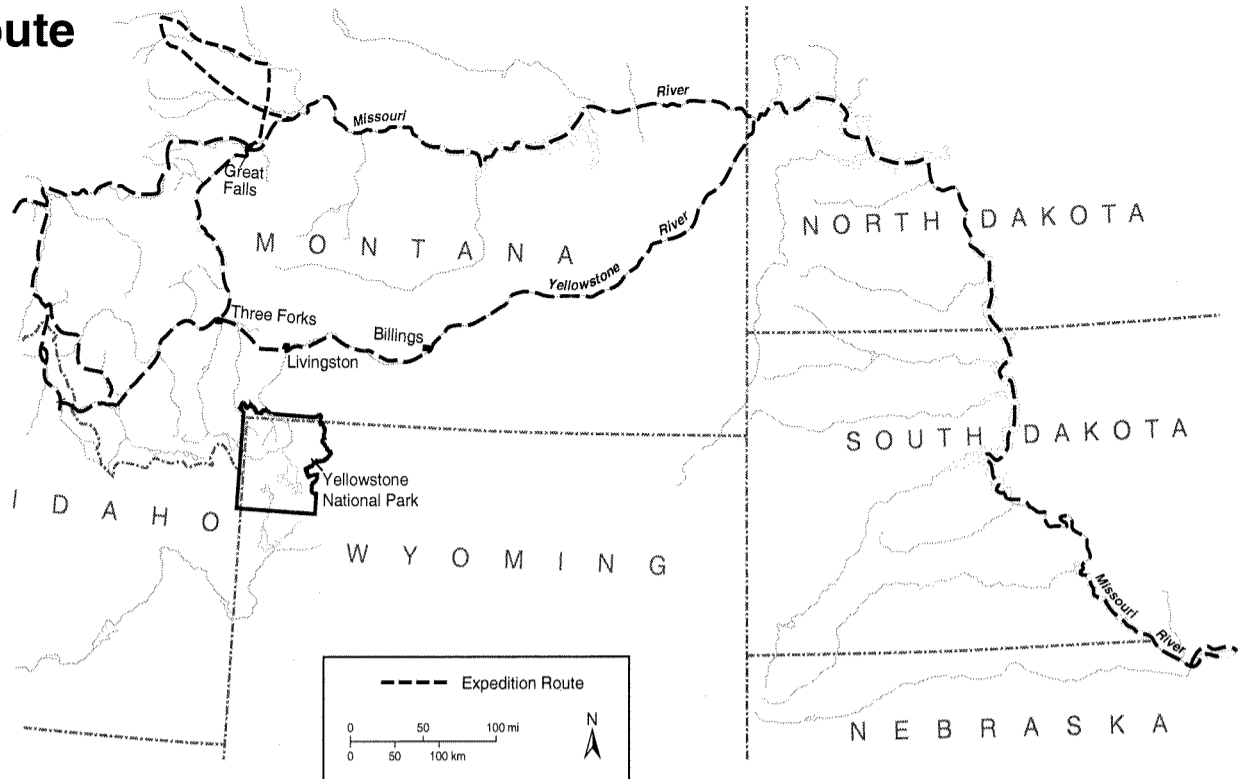 oute
River
Missouri
Great
Falls
NORTH DAKOTA
MONTANA
River
Yellowstone
Three Forks
Billings
Livingston
SOUTH DAKOTA
Yellowstone
National Park
IDAHO
WYOMING
Missouri
River
Expedition Route
0 50 100 mi
0 50 100 km
N
NEBRASKA